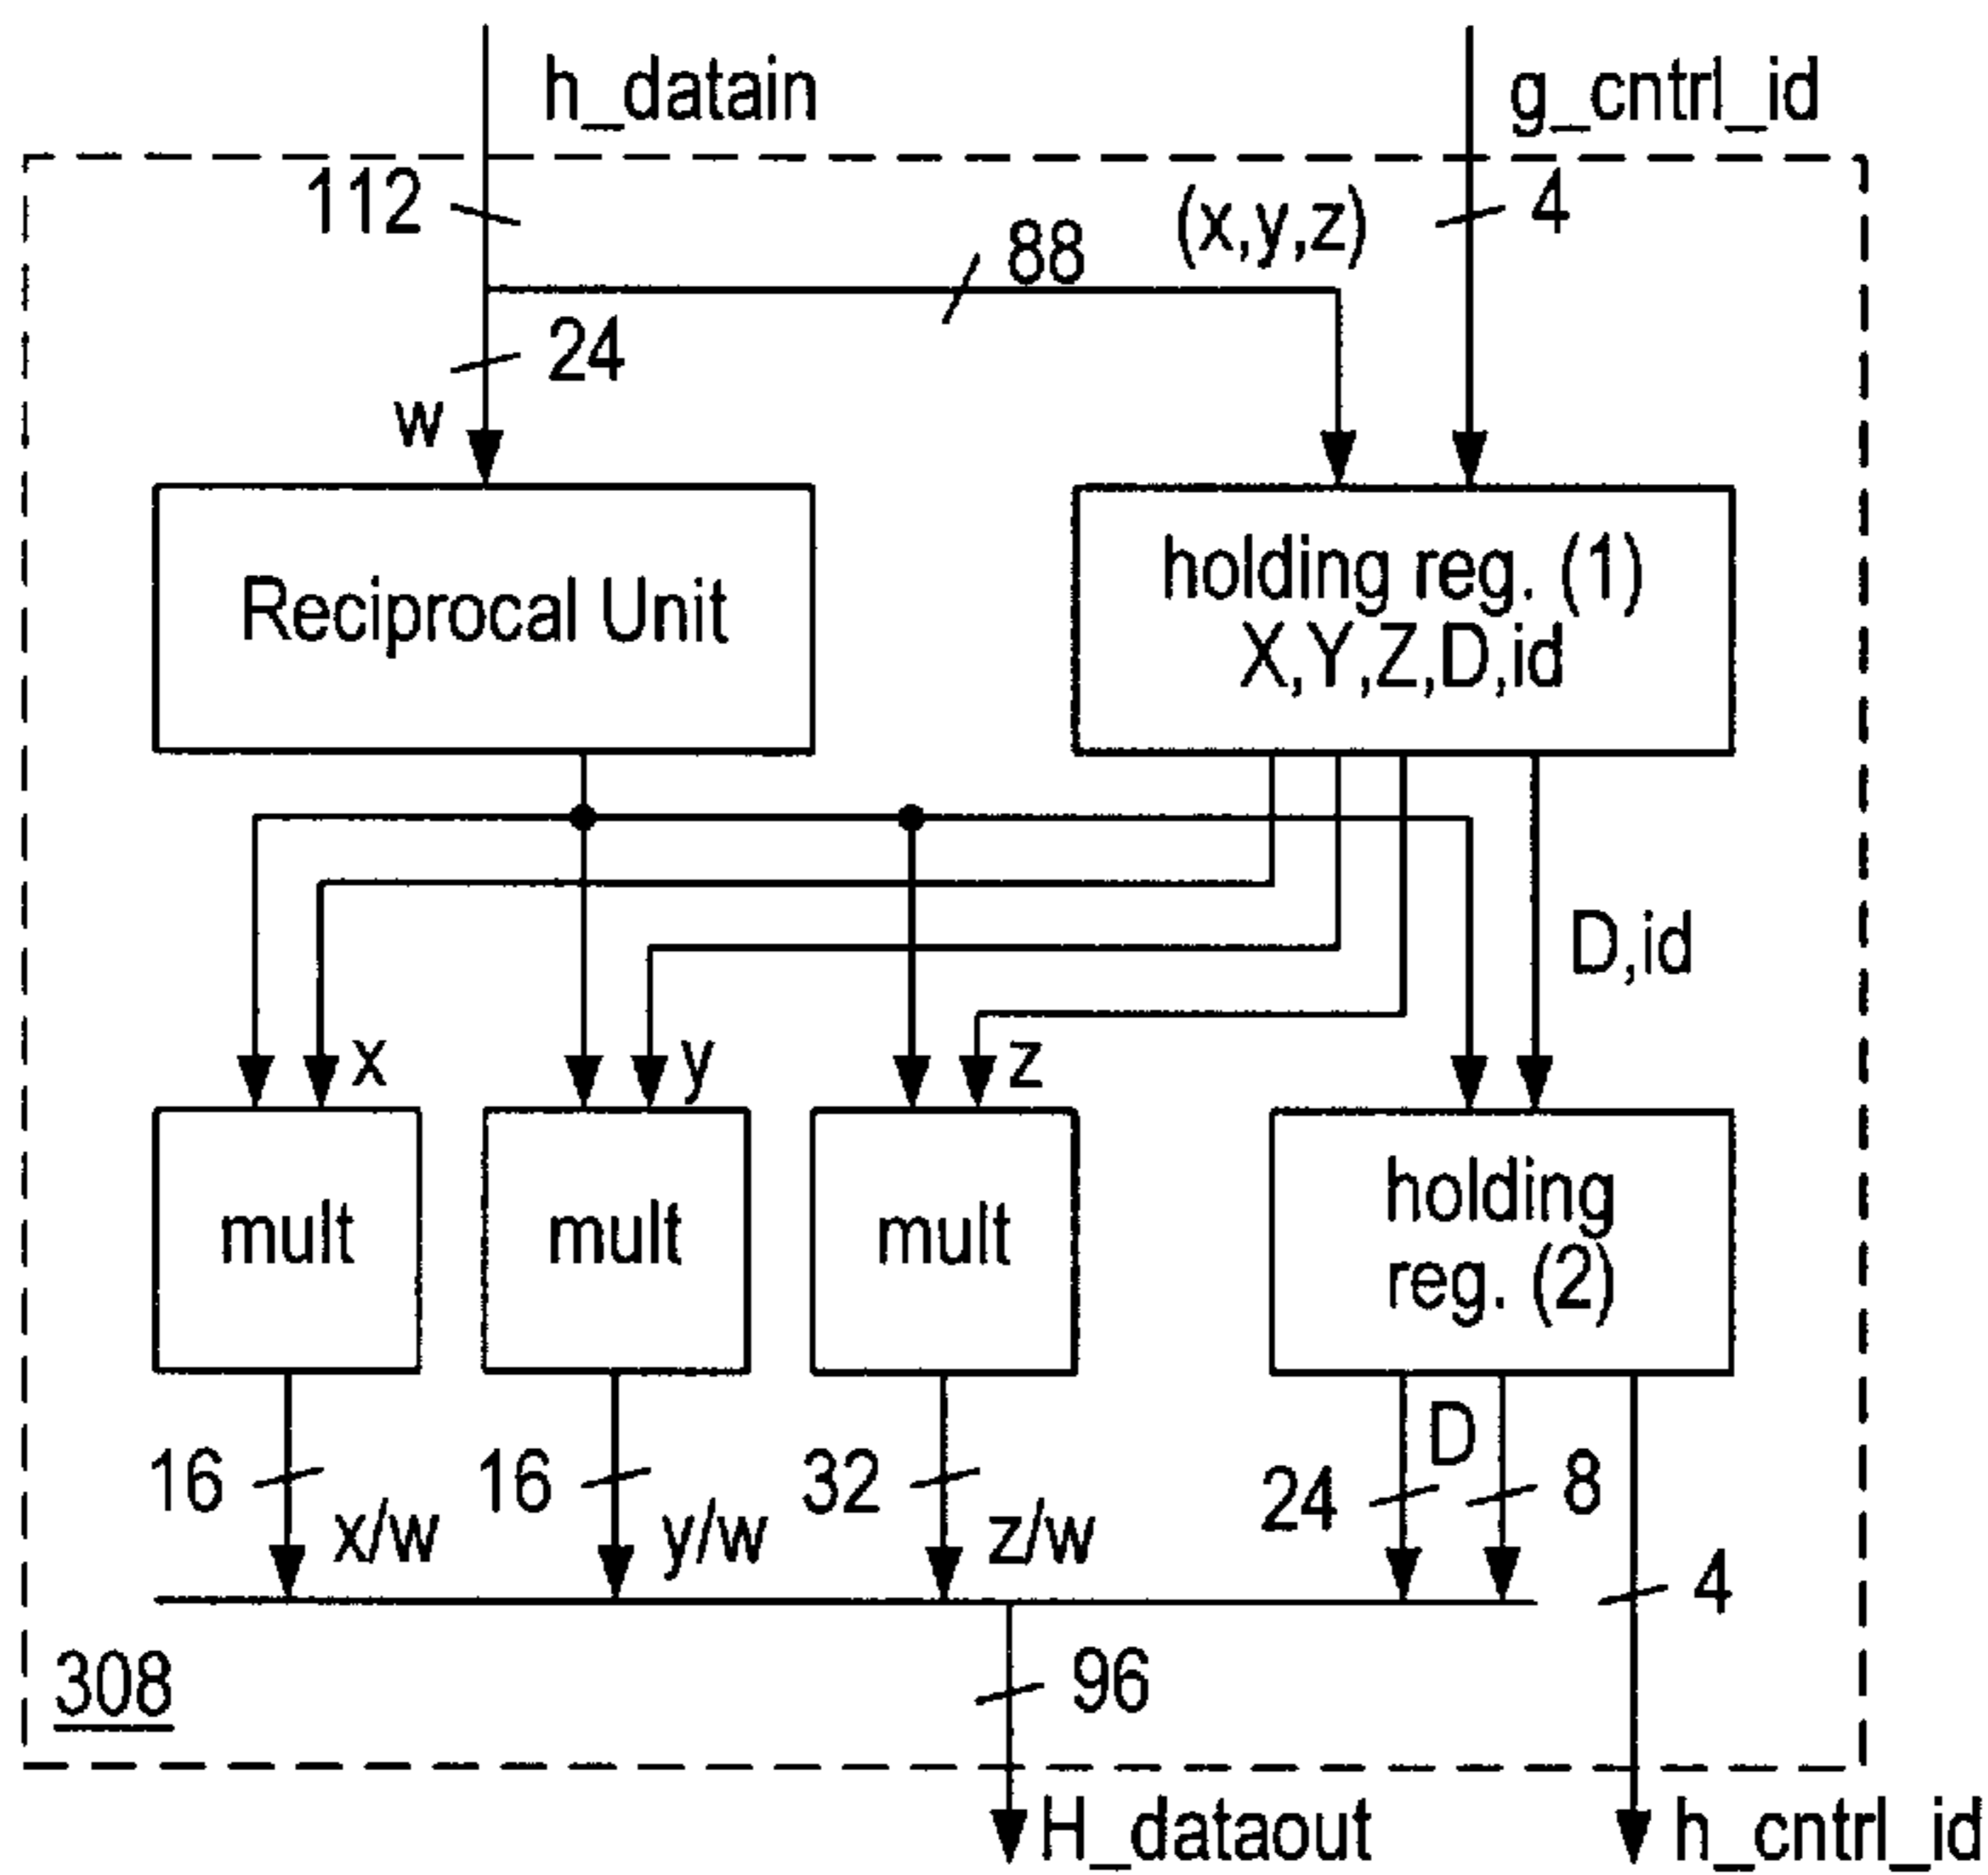 h_datain
g_cntrl_id
112
(x,y,z)
4
88
24
w
Reciprocal Unit
holding reg. (1)
X,Y,Z,D,id
D,id
x
y
z
mult
mult
mult
holding
reg. (2)
16
16
32
24
D
8
x/w
y/w
z/w
4
308
96
H_dataout
h_cntrl_id